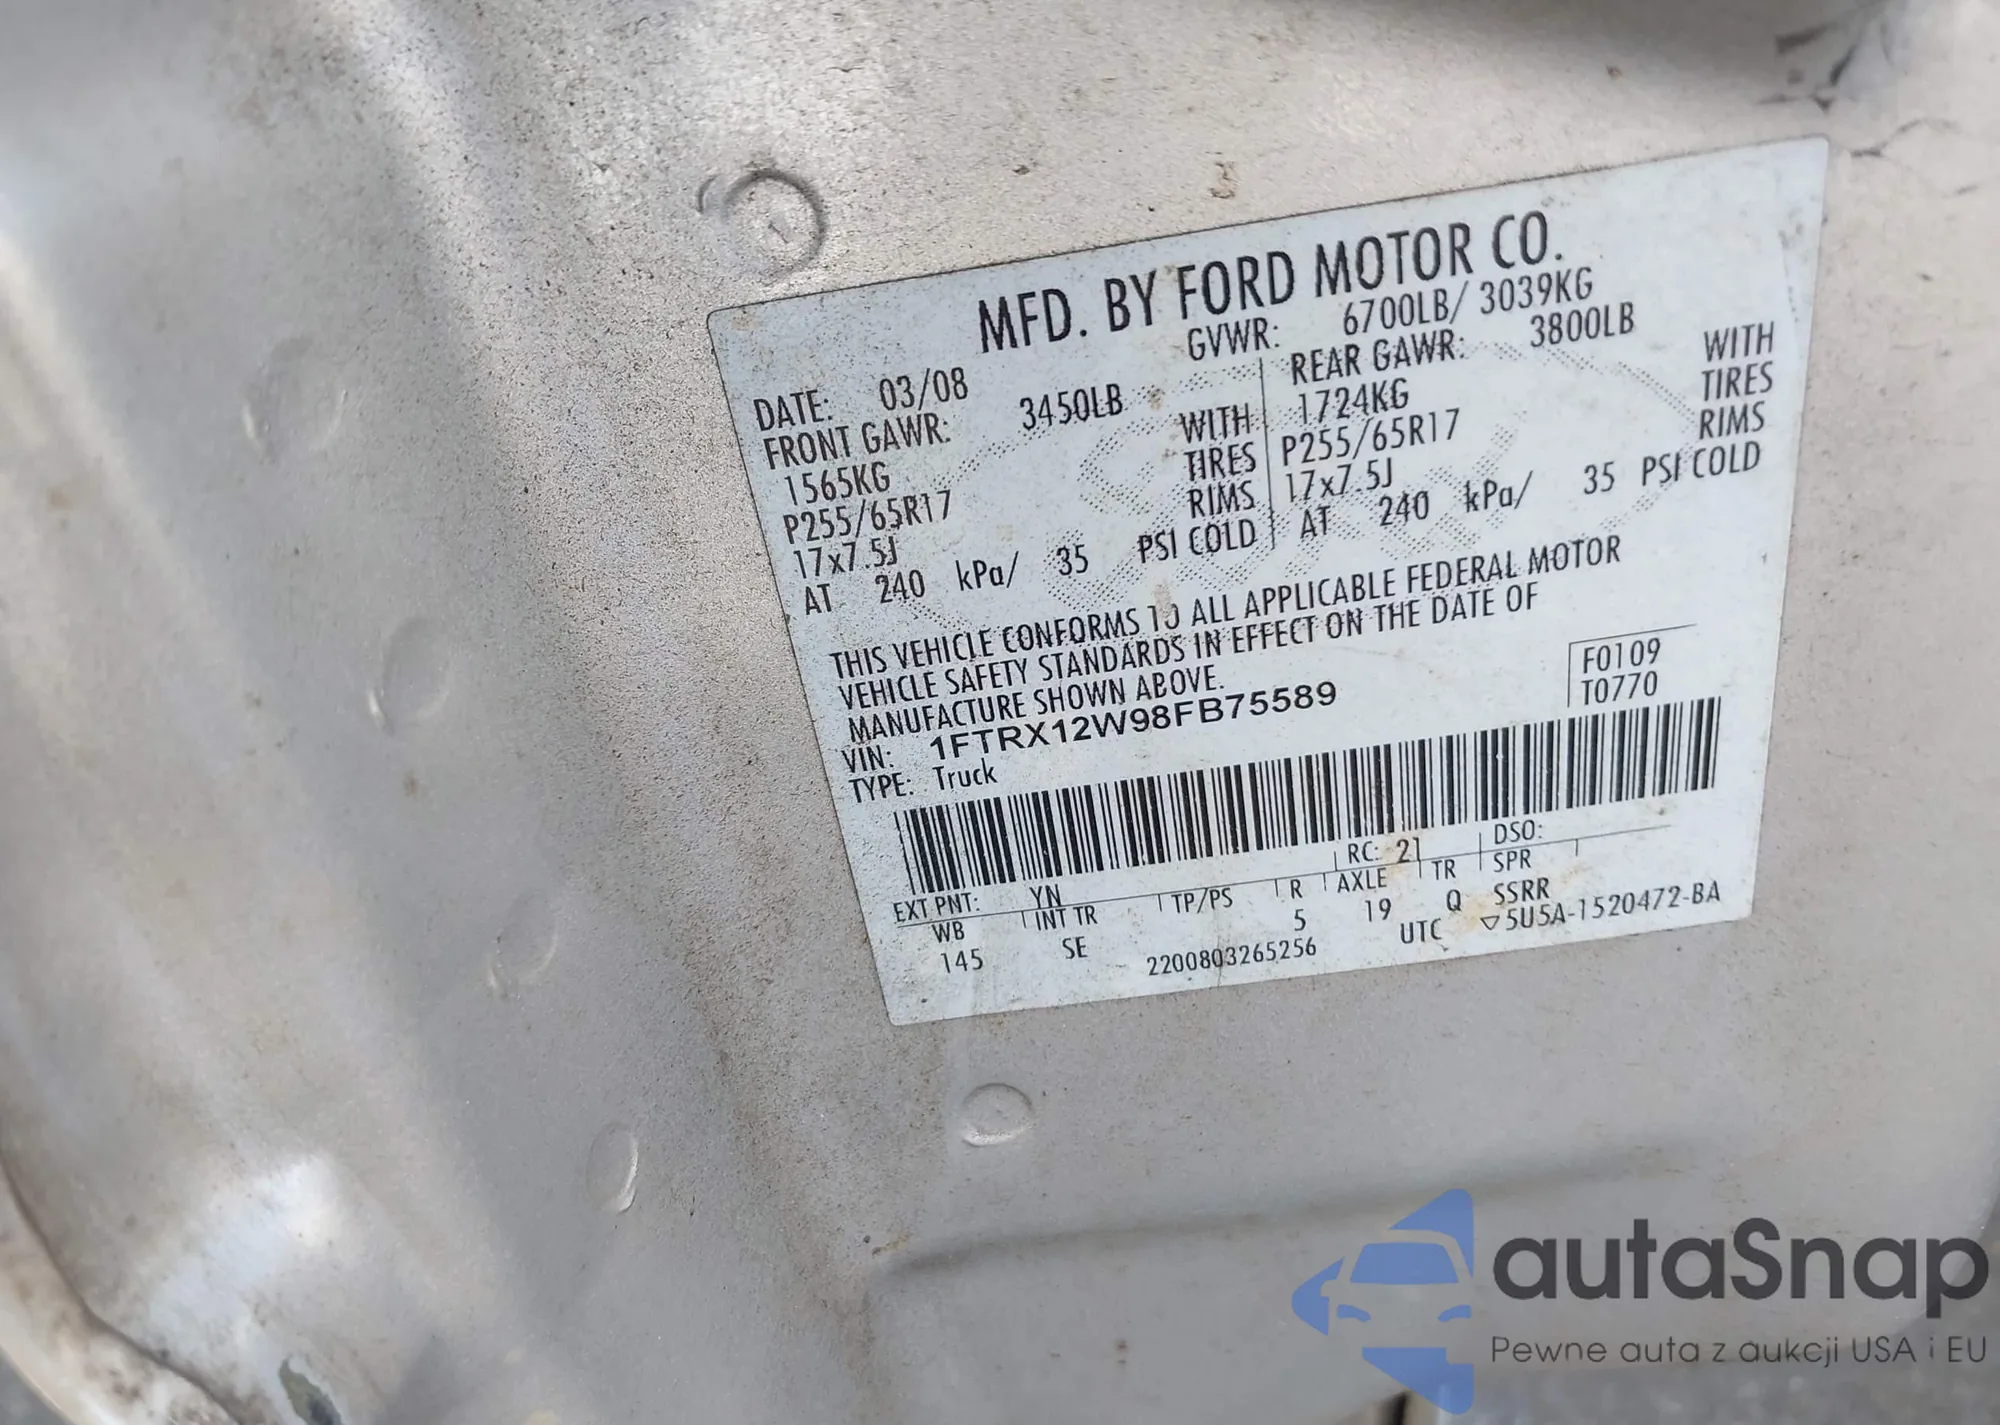 MFD. BY FORD MOTOR CO.
DATE: 03/08 GVWR: 6700LB/ 3039KG
FRONT GAWR: 3450LB REAR GAWR: 3800LB
1565KG WITH 1724KG WITH
P255/65R17 TIRES P255/65R17 TIRES
17x7.5J RIMS 17x7.5J RIMS
AT 240 kPa/ 35 PSI COLD AT 240 kPa/ 35 PSI COLD
THIS VEHICLE CONFORMS TO ALL APPLICABLE FEDERAL MOTOR
VEHICLE SAFETY STANDARDS IN EFFECT ON THE DATE OF
MANUFACTURE SHOWN ABOVE.
VIN: 1FTRX12W98FB75589
F0109
TYPE: Truck
T0770
EXT PNT: YN RC: 21 DSO:
WB INT TR TP/PS R AXLE TR SPR
145 SE 5 19 Q SSRR
2200803265256 UTC ▽5U5A-1520472-BA
autaSnap
Pewne auta z aukcji USA i EU